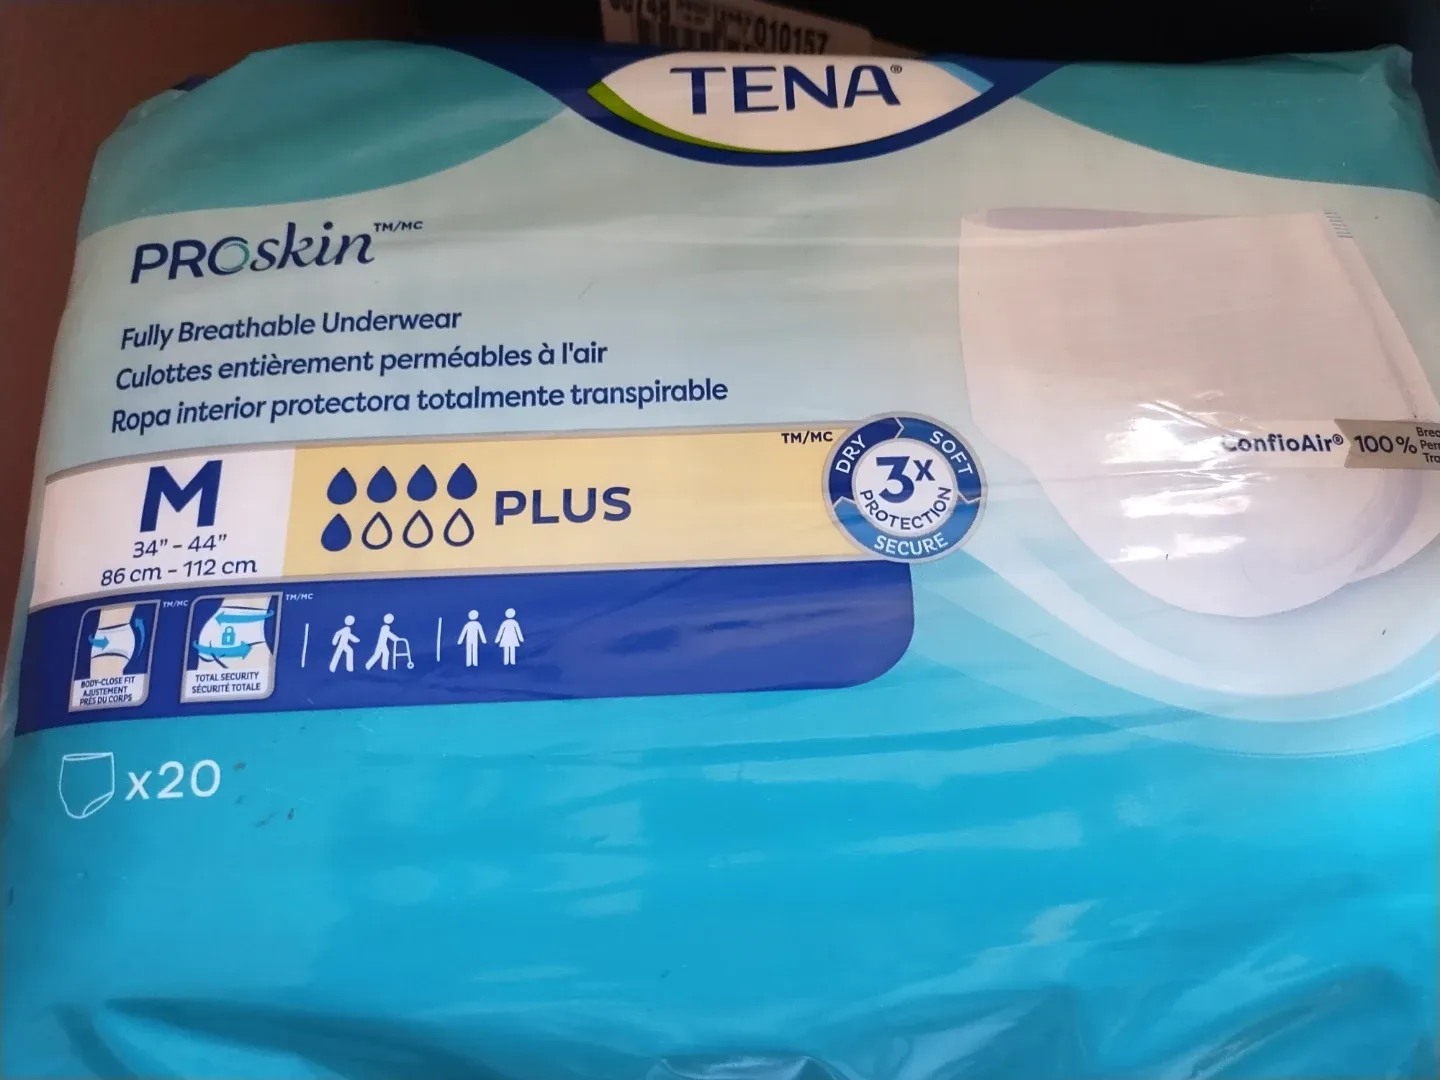 010157
TENA®
PROskin™/MC
Fully Breathable Underwear
Culottes entièrement perméables à l'air
Ropa interior protectora totalmente transpirable
M
34" - 44"
86 cm - 112 cm
PLUS
TM/MC
DRY
SOFT
3x
PROTECTION
SECURE
ConfioAir® 100%
TM/MC
BODY-CLOSE FIT
AJUSTEMENT
PRÈS DU CORPS
TM/MC
TOTAL SECURITY
SÉCURITÉ TOTALE
x20